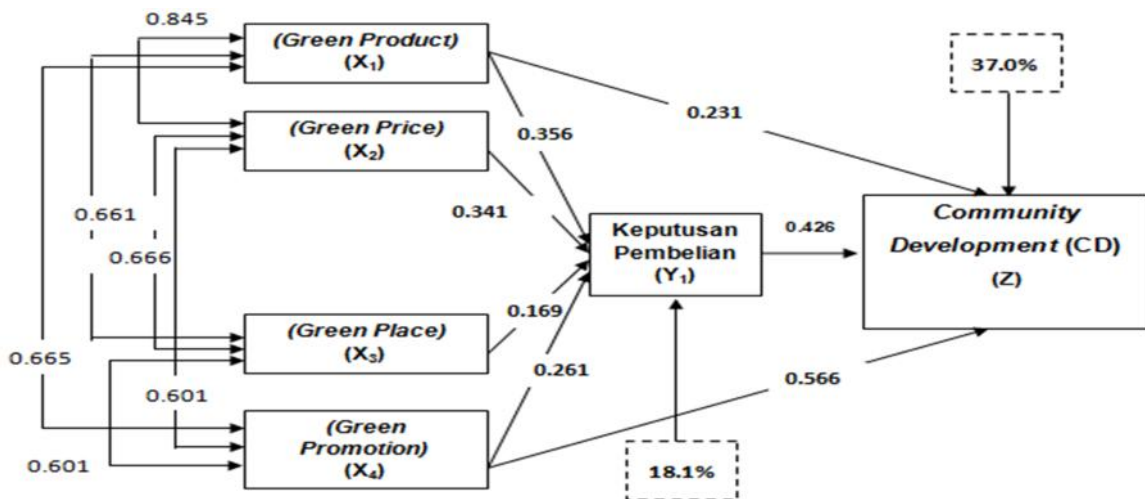 0.845
(Green Product)
(X₁)
37.0%
0.231
0.356
(Green Price)
(X₂)
0.661
0.341
0.666
Keputusan
Pembelian
(Y₁)
0.426
Community
Development (CD)
(Z)
0.169
(Green Place)
(X₃)
0.665
0.261
0.566
0.601
(Green
Promotion)
(X₄)
0.601
18.1%